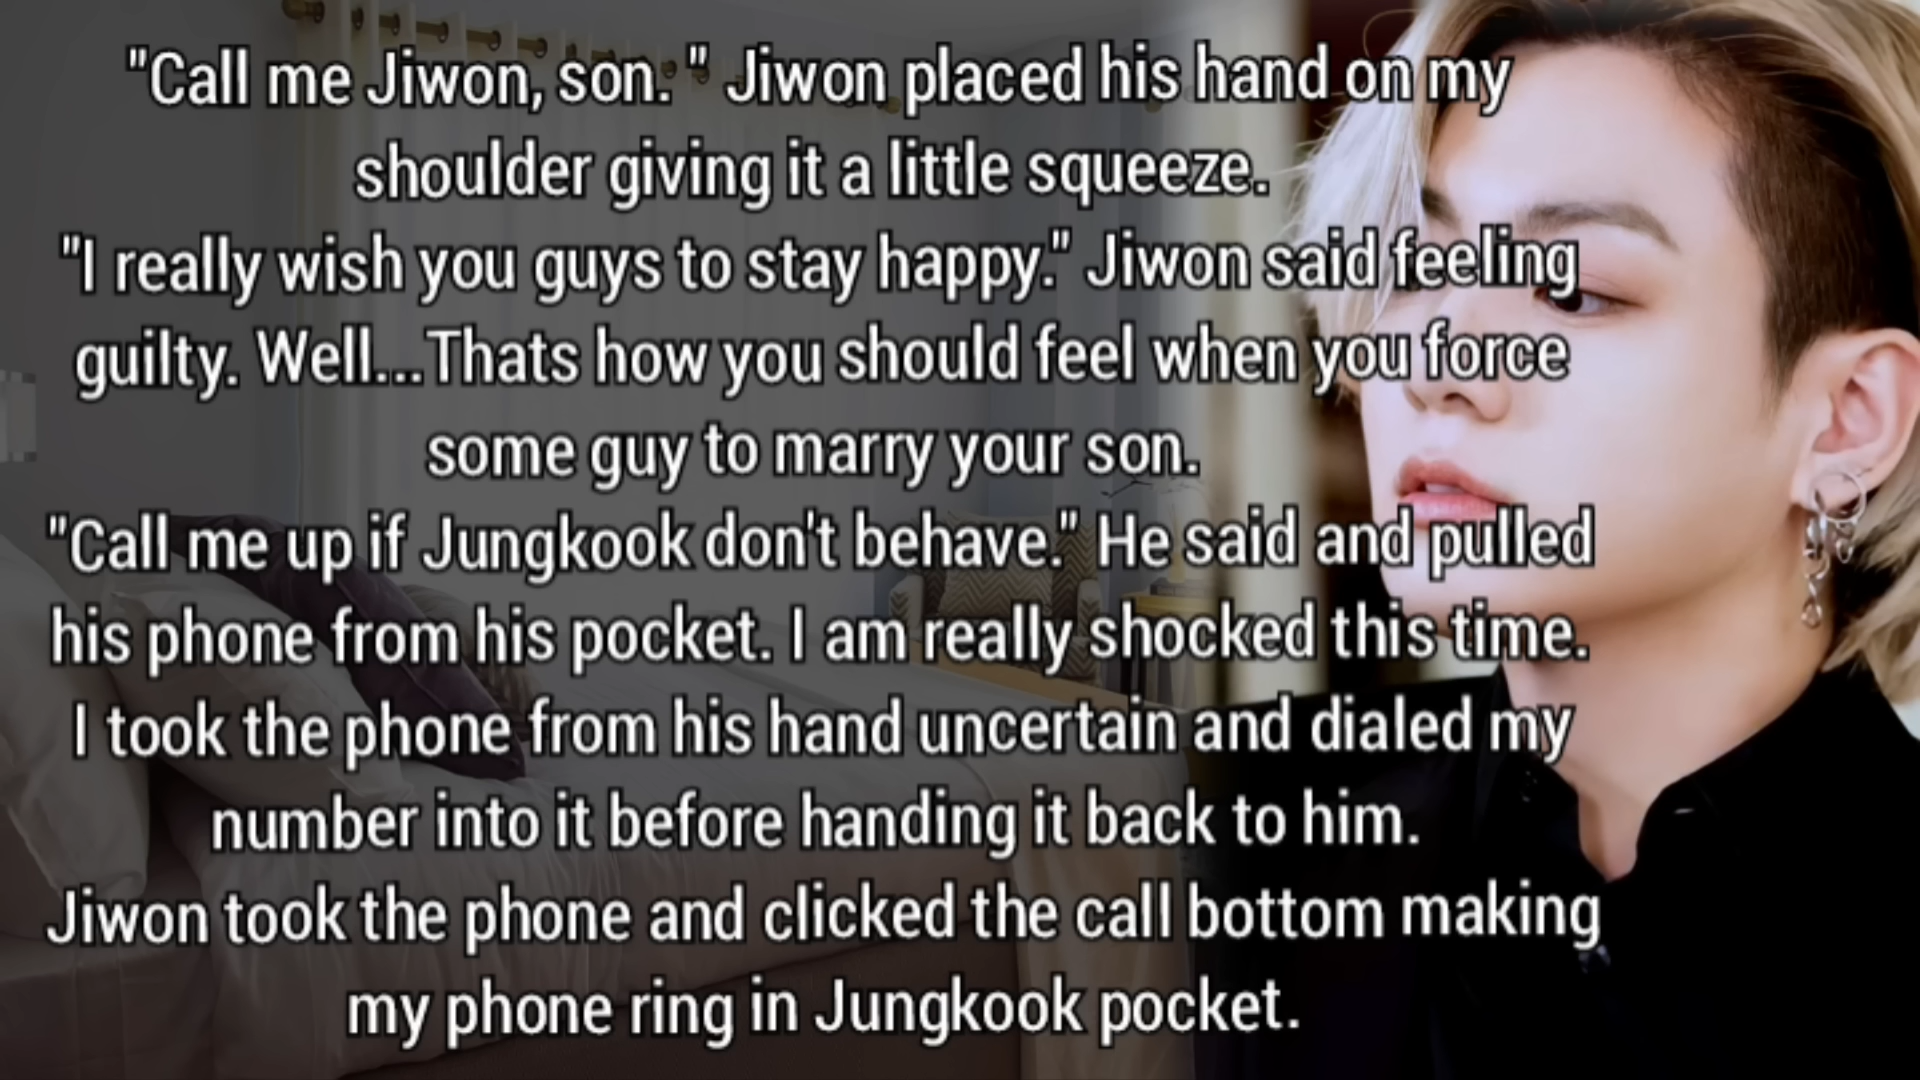 "Call me Jiwon, son. " Jiwon placed his hand on my
shoulder giving it a little squeeze.
"I really wish you guys to stay happy." Jiwon said feeling
guilty. Well...Thats how you should feel when you force
some guy to marry your son.
"Call me up if Jungkook don't behave." He said and pulled
his phone from his pocket. I am really shocked this time.
I took the phone from his hand uncertain and dialed my
number into it before handing it back to him.
Jiwon took the phone and clicked the call bottom making
my phone ring in Jungkook pocket.